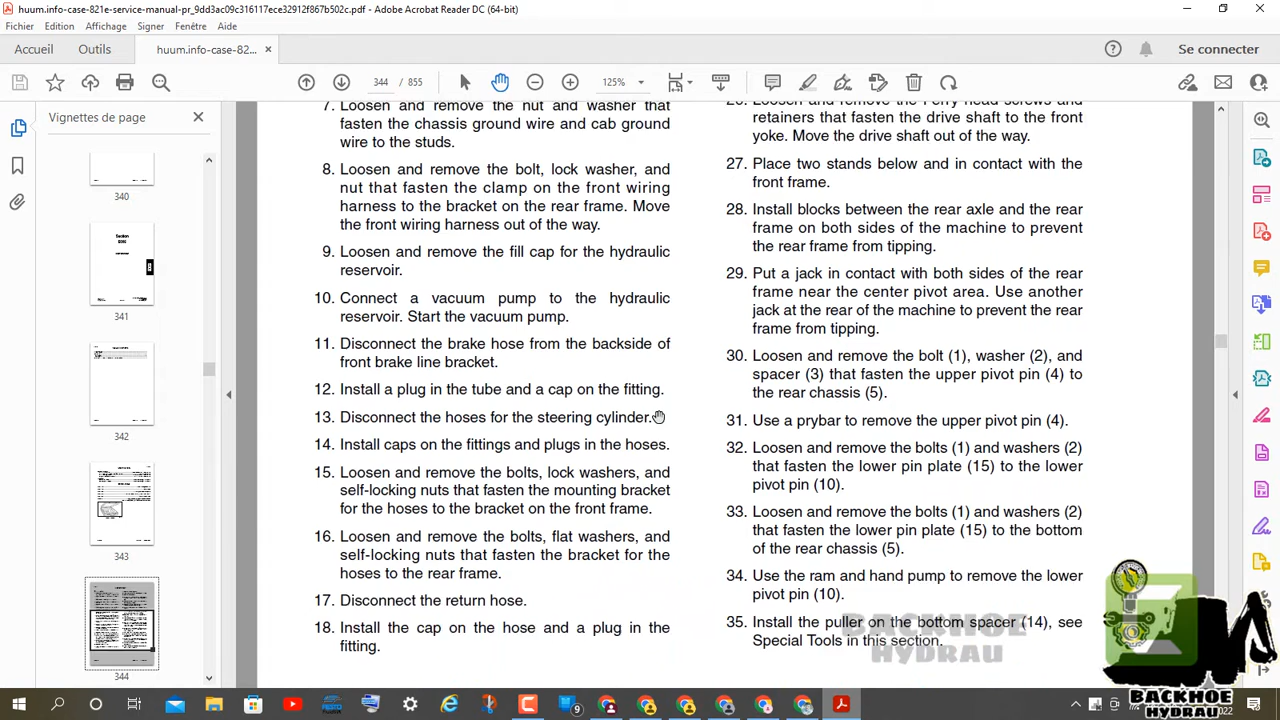 huum.info-case-821e-service-manual-pr_9dd3ac09c316117ece32912f867b502c.pdf - Adobe Acrobat Reader DC (64-bit)
Fichier Edition Affichage Signer Fenêtre Aide
Accueil Outils huum.info-case-82... × Se connecter
344 / 855 125%
Vignettes de page
340
341
342
343
344
7. Loosen and remove the nut and washer that
fasten the chassis ground wire and cab ground
wire to the studs.
8. Loosen and remove the bolt, lock washer, and
nut that fasten the clamp on the front wiring
harness to the bracket on the rear frame. Move
the front wiring harness out of the way.
9. Loosen and remove the fill cap for the hydraulic
reservoir.
10. Connect a vacuum pump to the hydraulic
reservoir. Start the vacuum pump.
11. Disconnect the brake hose from the backside of
front brake line bracket.
12. Install a plug in the tube and a cap on the fitting.
13. Disconnect the hoses for the steering cylinder.
14. Install caps on the fittings and plugs in the hoses.
15. Loosen and remove the bolts, lock washers, and
self-locking nuts that fasten the mounting bracket
for the hoses to the bracket on the front frame.
16. Loosen and remove the bolts, flat washers, and
self-locking nuts that fasten the bracket for the
hoses to the rear frame.
17. Disconnect the return hose.
18. Install the cap on the hose and a plug in the
fitting.
26. Loosen and remove the Ferry head screws and
retainers that fasten the drive shaft to the front
yoke. Move the drive shaft out of the way.
27. Place two stands below and in contact with the
front frame.
28. Install blocks between the rear axle and the rear
frame on both sides of the machine to prevent
the rear frame from tipping.
29. Put a jack in contact with both sides of the rear
frame near the center pivot area. Use another
jack at the rear of the machine to prevent the rear
frame from tipping.
30. Loosen and remove the bolt (1), washer (2), and
spacer (3) that fasten the upper pivot pin (4) to
the rear chassis (5).
31. Use a prybar to remove the upper pivot pin (4).
32. Loosen and remove the bolts (1) and washers (2)
that fasten the lower pin plate (15) to the lower
pivot pin (10).
33. Loosen and remove the bolts (1) and washers (2)
that fasten the lower pin plate (15) to the bottom
of the rear chassis (5).
34. Use the ram and hand pump to remove the lower
pivot pin (10).
35. Install the puller on the bottom spacer (14), see
Special Tools in this section.
BACKHOE
HYDRAU
BACKHOE
HYDRAU